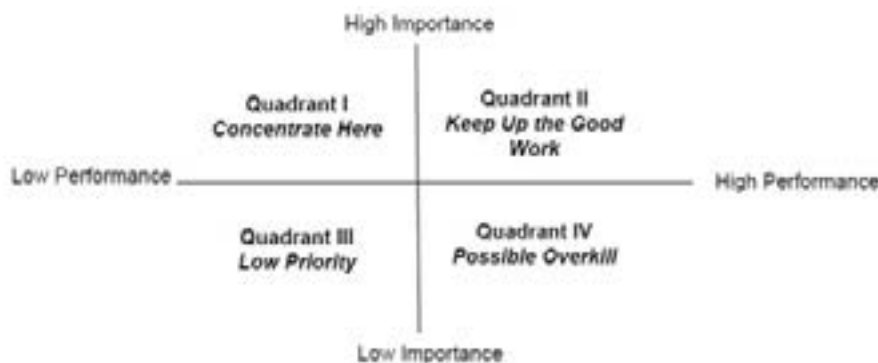 High Importance
Quadrant I
Concentrate Here
Quadrant II
Keep Up the Good
Work
Low Performance
High Performance
Quadrant III
Low Priority
Quadrant IV
Possible Overkill
Low Importance